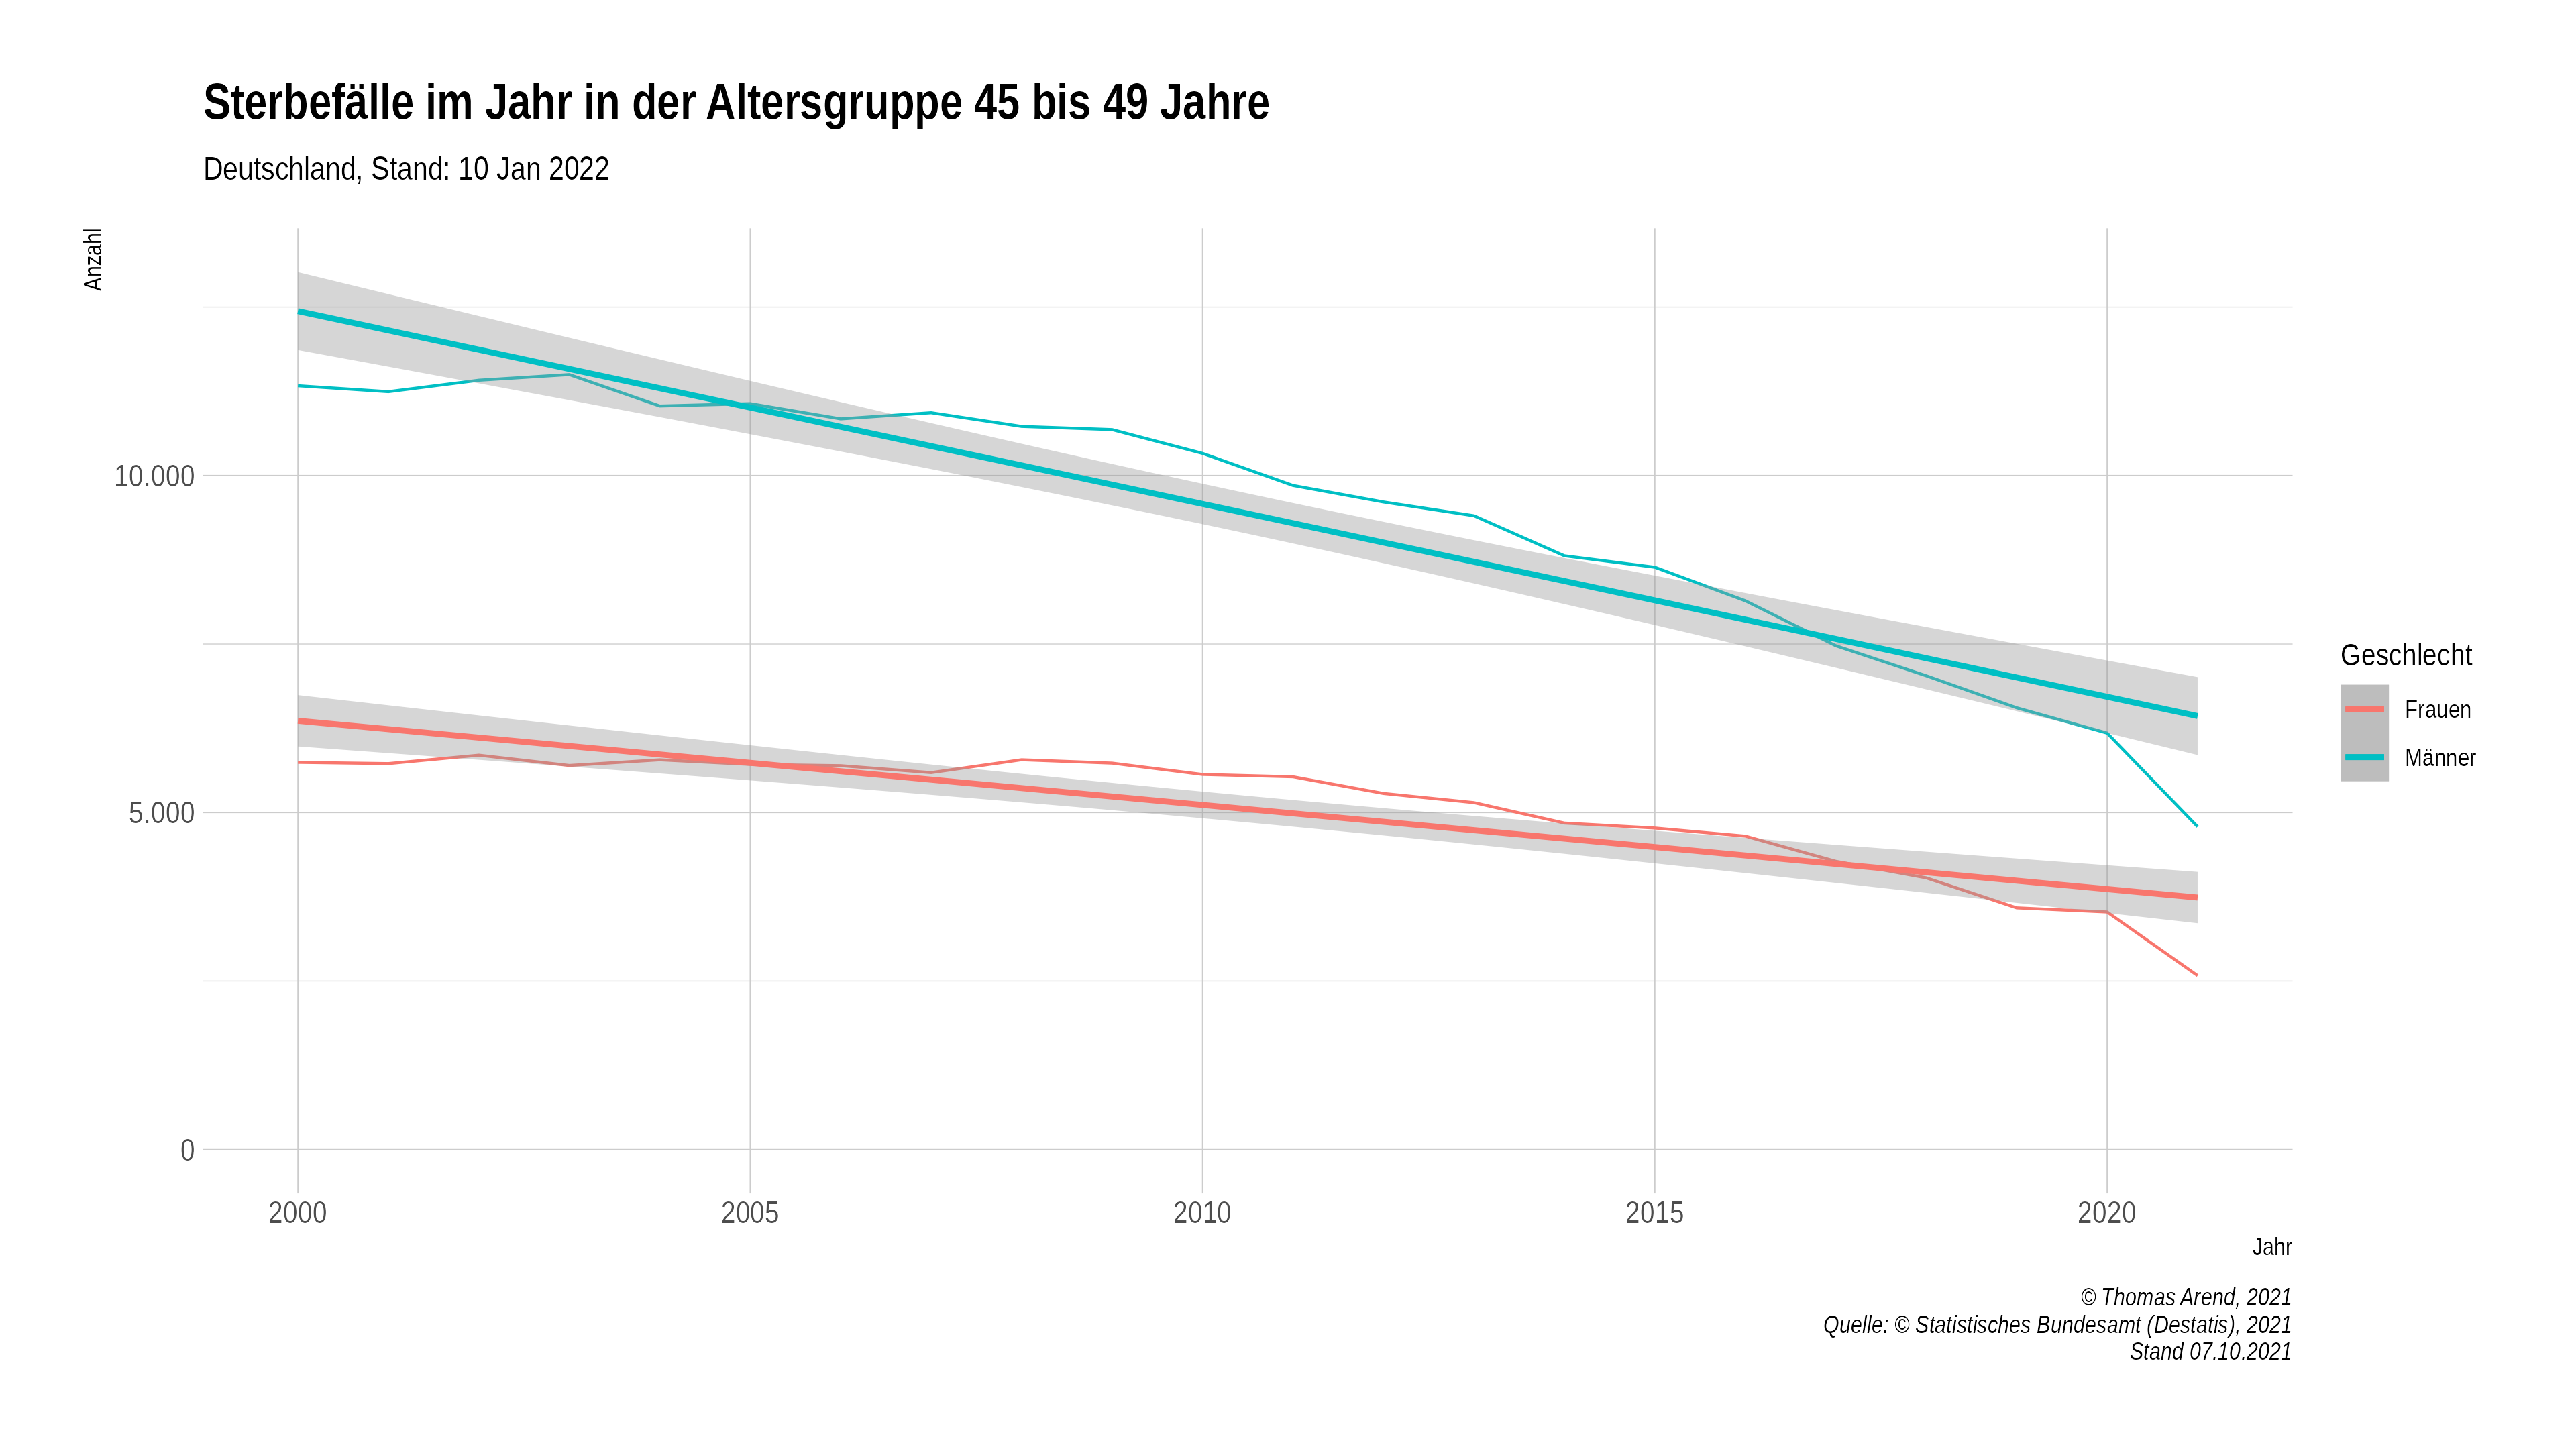 Sterbefälle im Jahr in der Altersgruppe 45 bis 49 Jahre
Deutschland, Stand: 10 Jan 2022
Anzahl
10.000
5.000
0
2000
2005
2010
2015
2020
Jahr
Geschlecht
Frauen
Männer
© Thomas Arend, 2021
Quelle: © Statistisches Bundesamt (Destatis), 2021
Stand 07.10.2021